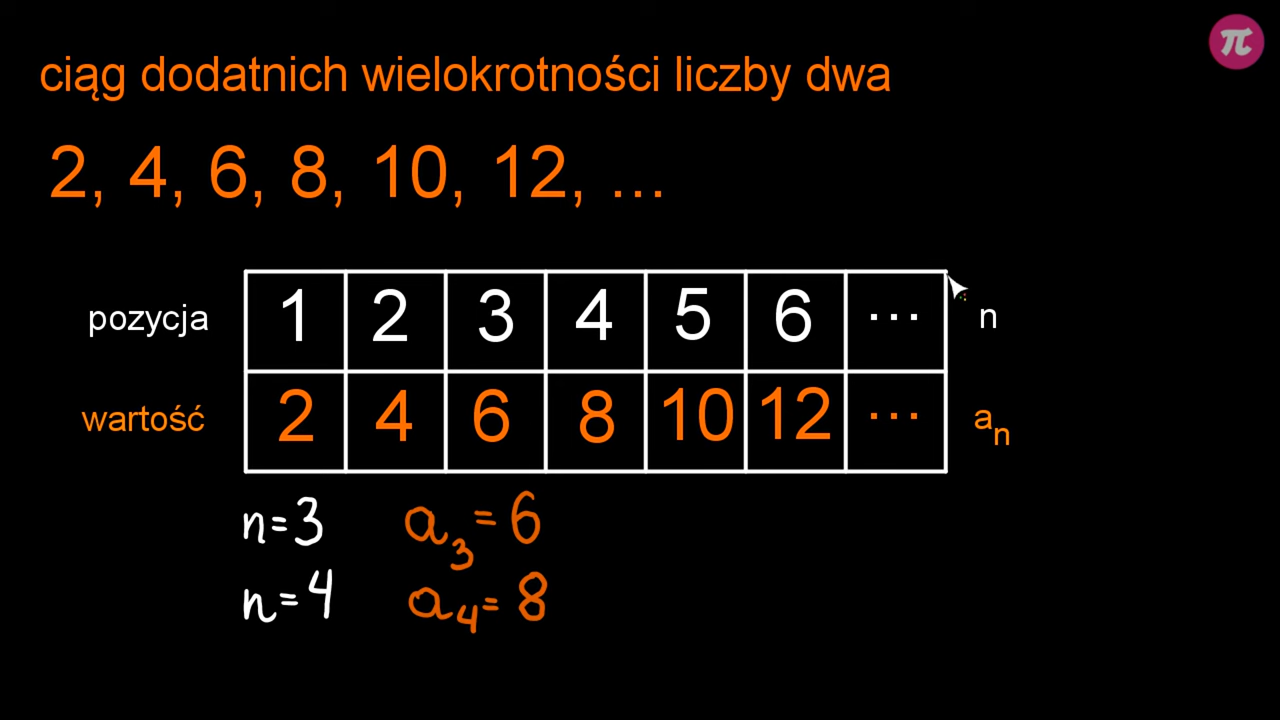 π
ciąg dodatnich wielokrotności liczby dwa
2, 4, 6, 8, 10, 12, ...
pozycja 1 2 3 4 5 6 ... n
wartość 2 4 6 8 10 12 ... aₙ
n=3 a₃=6
n=4 a₄=8